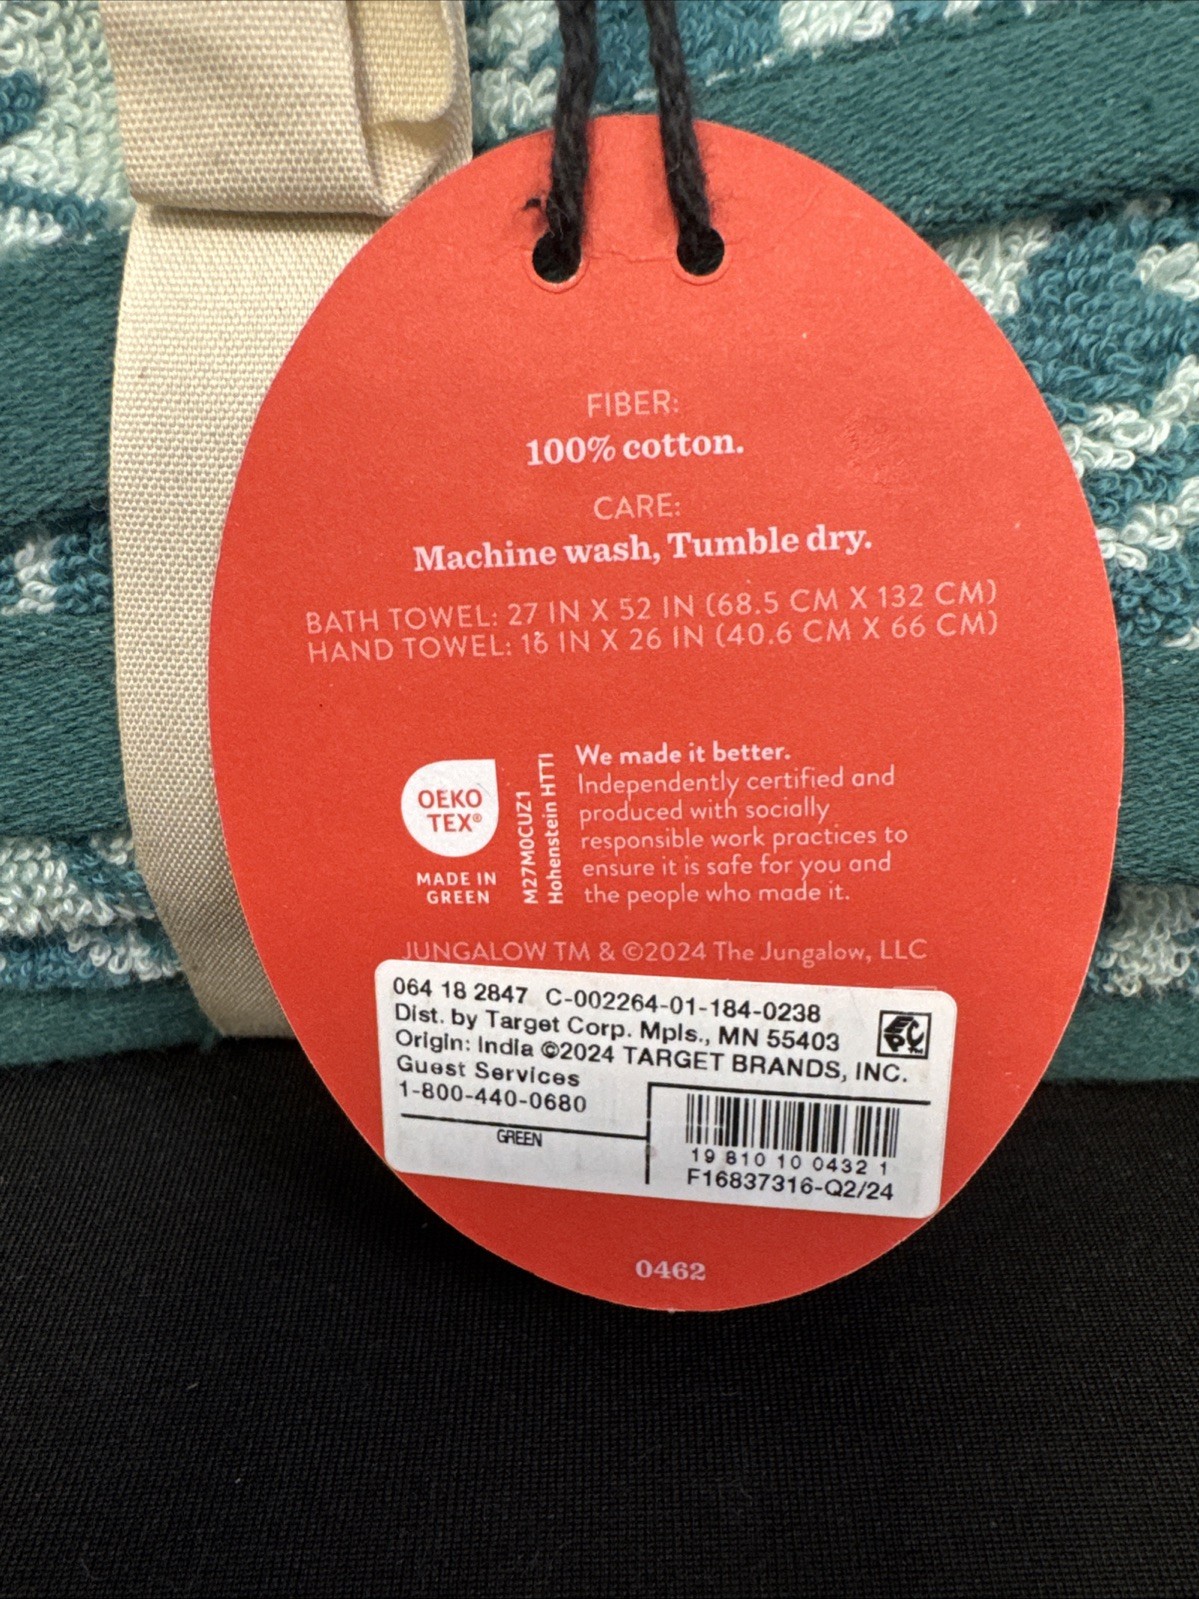 FIBER:
100% cotton.
CARE:
Machine wash, Tumble dry.
BATH TOWEL: 27 IN X 52 IN (68.5 CM X 132 CM)
HAND TOWEL: 16 IN X 26 IN (40.6 CM X 66 CM)
OEKO
TEX®
MADE IN
GREEN
M27M0CUZ1
Hohenstein HTTI
We made it better.
Independently certified and
produced with socially
responsible work practices to
ensure it is safe for you and
the people who made it.
JUNGALOW TM & ©2024 The Jungalow, LLC
064 18 2847 C-002264-01-184-0238
Dist. by Target Corp. Mpls., MN 55403
Origin: India ©2024 TARGET BRANDS, INC.
Guest Services
1-800-440-0680
GREEN
19 810 10 0432 1
F16837316-Q2/24
0462